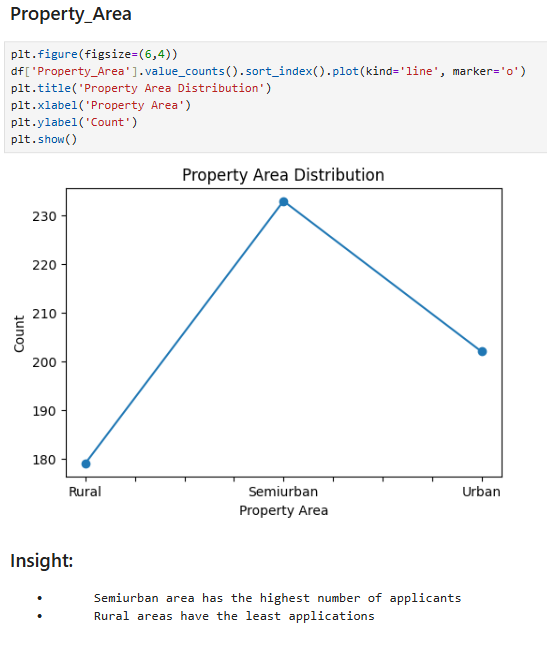 Property_Area
plt.figure(figsize=(6,4))
df['Property_Area'].value_counts().sort_index().plot(kind='line', marker='o')
plt.title('Property Area Distribution')
plt.xlabel('Property Area')
plt.ylabel('Count')
plt.show()
Property Area Distribution
230
220
210
200
190
180
Count
Rural Semiurban Urban
Property Area
Insight:
• Semiurban area has the highest number of applicants
• Rural areas have the least applications